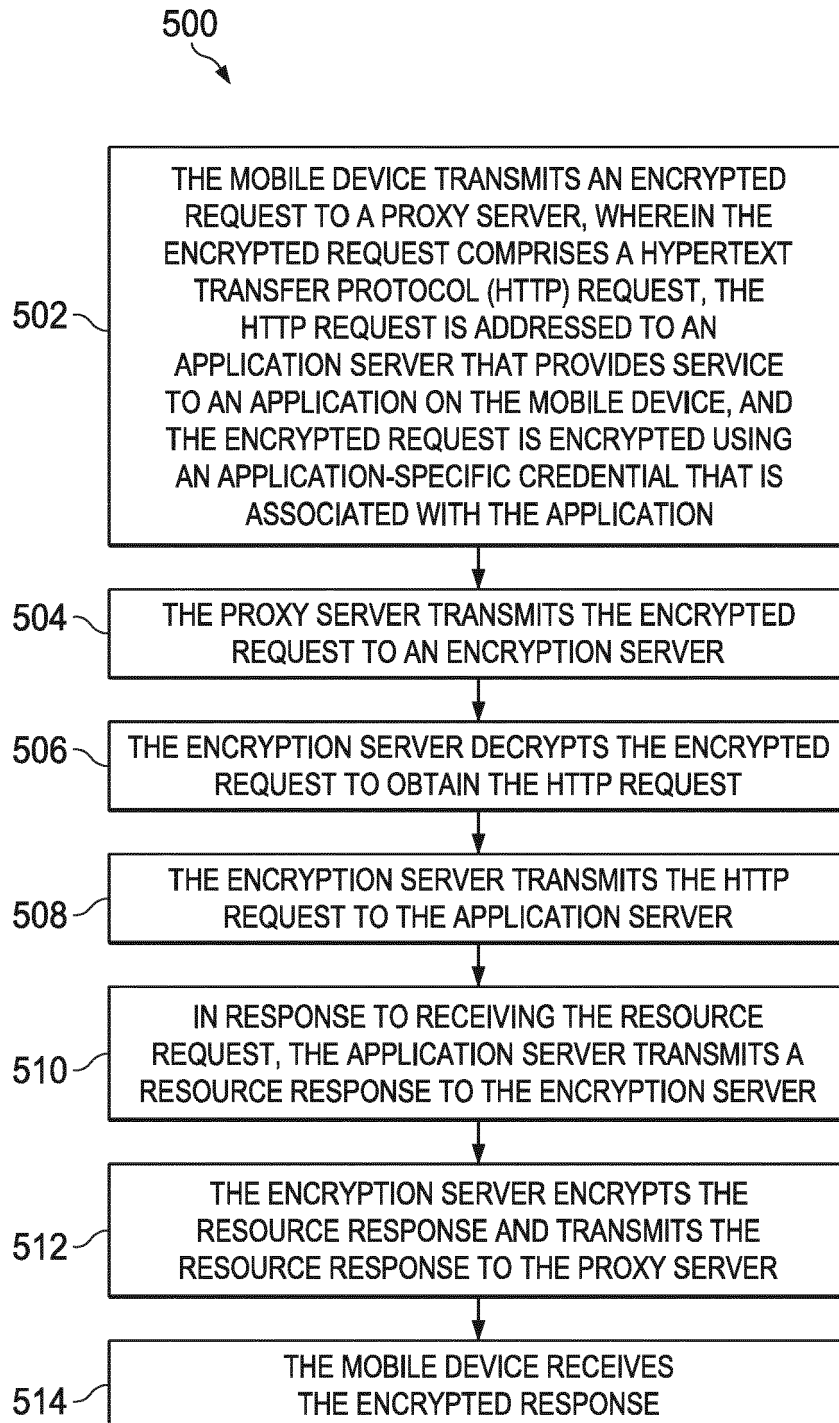 500
502
THE MOBILE DEVICE TRANSMITS AN ENCRYPTED
REQUEST TO A PROXY SERVER, WHEREIN THE
ENCRYPTED REQUEST COMPRISES A HYPERTEXT
TRANSFER PROTOCOL (HTTP) REQUEST, THE
HTTP REQUEST IS ADDRESSED TO AN
APPLICATION SERVER THAT PROVIDES SERVICE
TO AN APPLICATION ON THE MOBILE DEVICE, AND
THE ENCRYPTED REQUEST IS ENCRYPTED USING
AN APPLICATION-SPECIFIC CREDENTIAL THAT IS
ASSOCIATED WITH THE APPLICATION
504
THE PROXY SERVER TRANSMITS THE ENCRYPTED
REQUEST TO AN ENCRYPTION SERVER
506
THE ENCRYPTION SERVER DECRYPTS THE ENCRYPTED
REQUEST TO OBTAIN THE HTTP REQUEST
508
THE ENCRYPTION SERVER TRANSMITS THE HTTP
REQUEST TO THE APPLICATION SERVER
510
IN RESPONSE TO RECEIVING THE RESOURCE
REQUEST, THE APPLICATION SERVER TRANSMITS A
RESOURCE RESPONSE TO THE ENCRYPTION SERVER
512
THE ENCRYPTION SERVER ENCRYPTS THE
RESOURCE RESPONSE AND TRANSMITS THE
RESOURCE RESPONSE TO THE PROXY SERVER
514
THE MOBILE DEVICE RECEIVES
THE ENCRYPTED RESPONSE